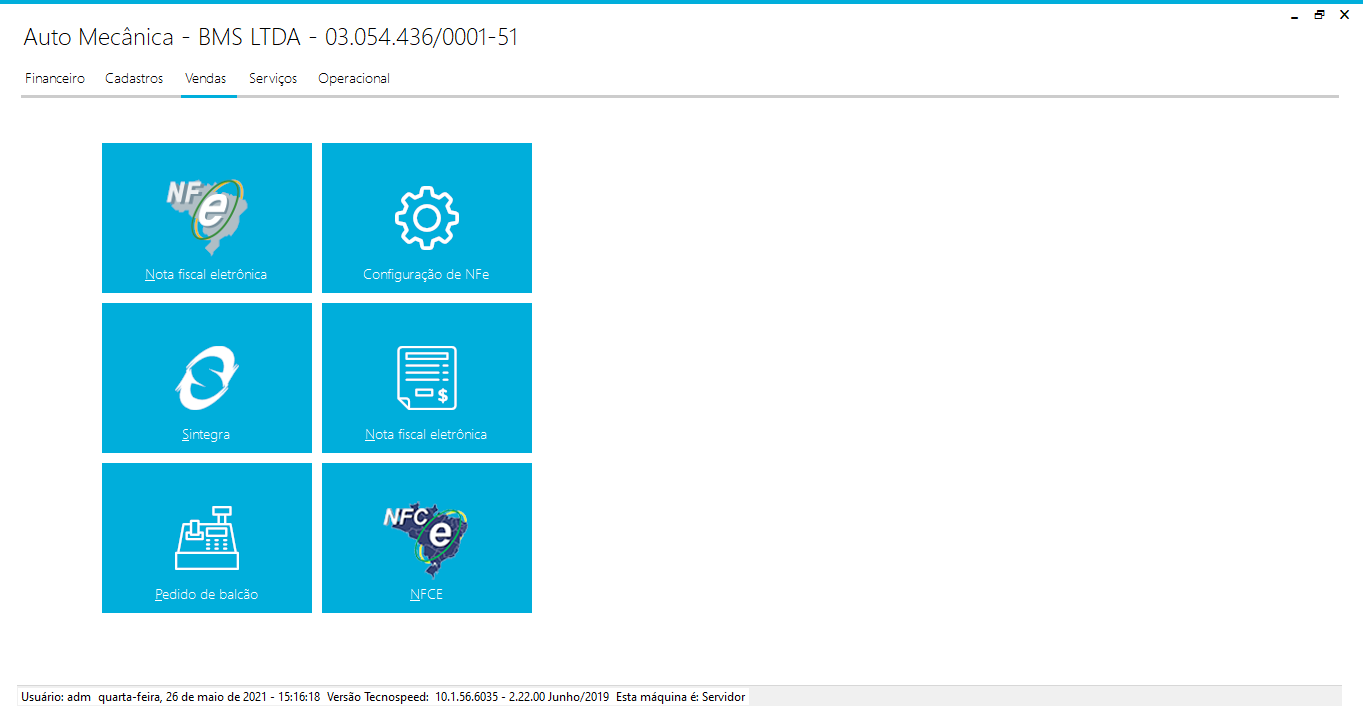 Auto Mecânica - BMS LTDA - 03.054.436/0001-51
Financeiro Cadastros Vendas Serviços Operacional
NF e
Nota fiscal eletrônica
Configuração de NFe
Sintegra
$
Nota fiscal eletrônica
Pedido de balcão
NFC e
NFCE
Usuário: adm quarta-feira, 26 de maio de 2021 - 15:16:18 Versão Tecnospeed: 10.1.56.6035 - 2.22.00 Junho/2019 Esta máquina é: Servidor